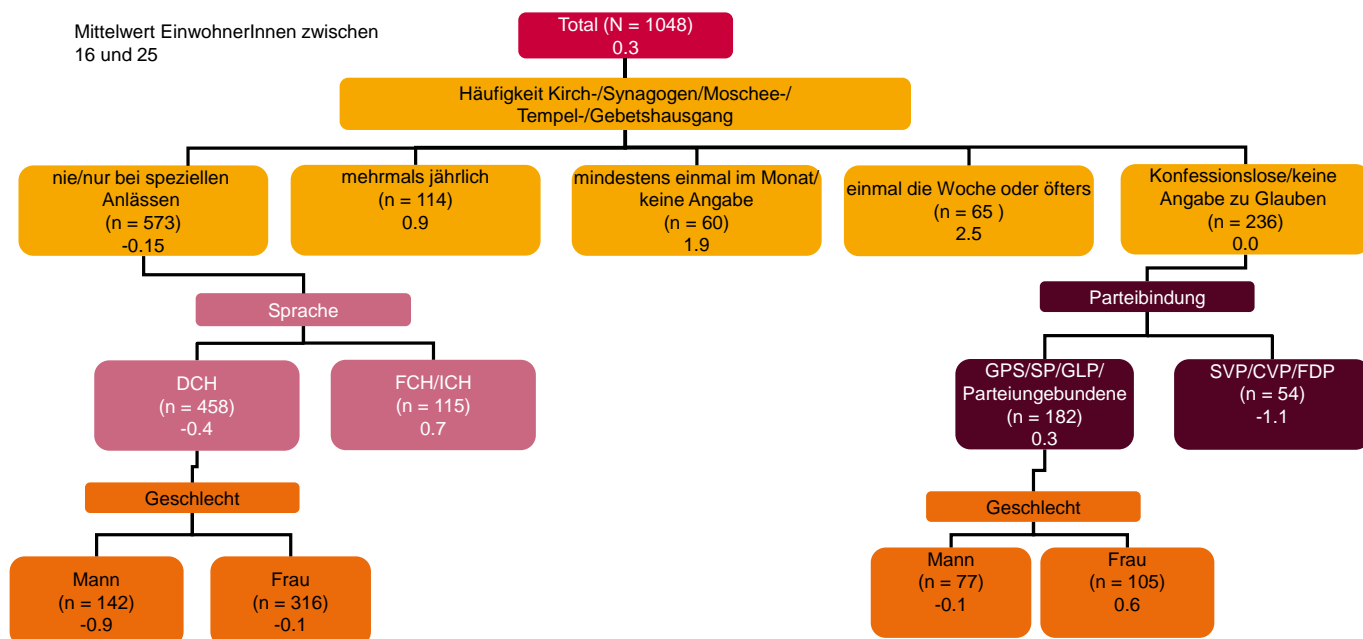 Mittelwert EinwohnerInnen zwischen
16 und 25
Total (N = 1048)
0.3
Häufigkeit Kirch-/Synagogen/Moschee-/
Tempel-/Gebetshausgang
nie/nur bei speziellen
Anlässen
(n = 573)
-0.15
mehrmals jährlich
(n = 114)
0.9
mindestens einmal im Monat/
keine Angabe
(n = 60)
1.9
einmal die Woche oder öfters
(n = 65 )
2.5
Konfessionslose/keine
Angabe zu Glauben
(n = 236)
0.0
Sprache
Parteibindung
DCH
(n = 458)
-0.4
FCH/ICH
(n = 115)
0.7
GPS/SP/GLP/
Parteiungebundene
(n = 182)
0.3
SVP/CVP/FDP
(n = 54)
-1.1
Geschlecht
Geschlecht
Mann
(n = 142)
-0.9
Frau
(n = 316)
-0.1
Mann
(n = 77)
-0.1
Frau
(n = 105)
0.6